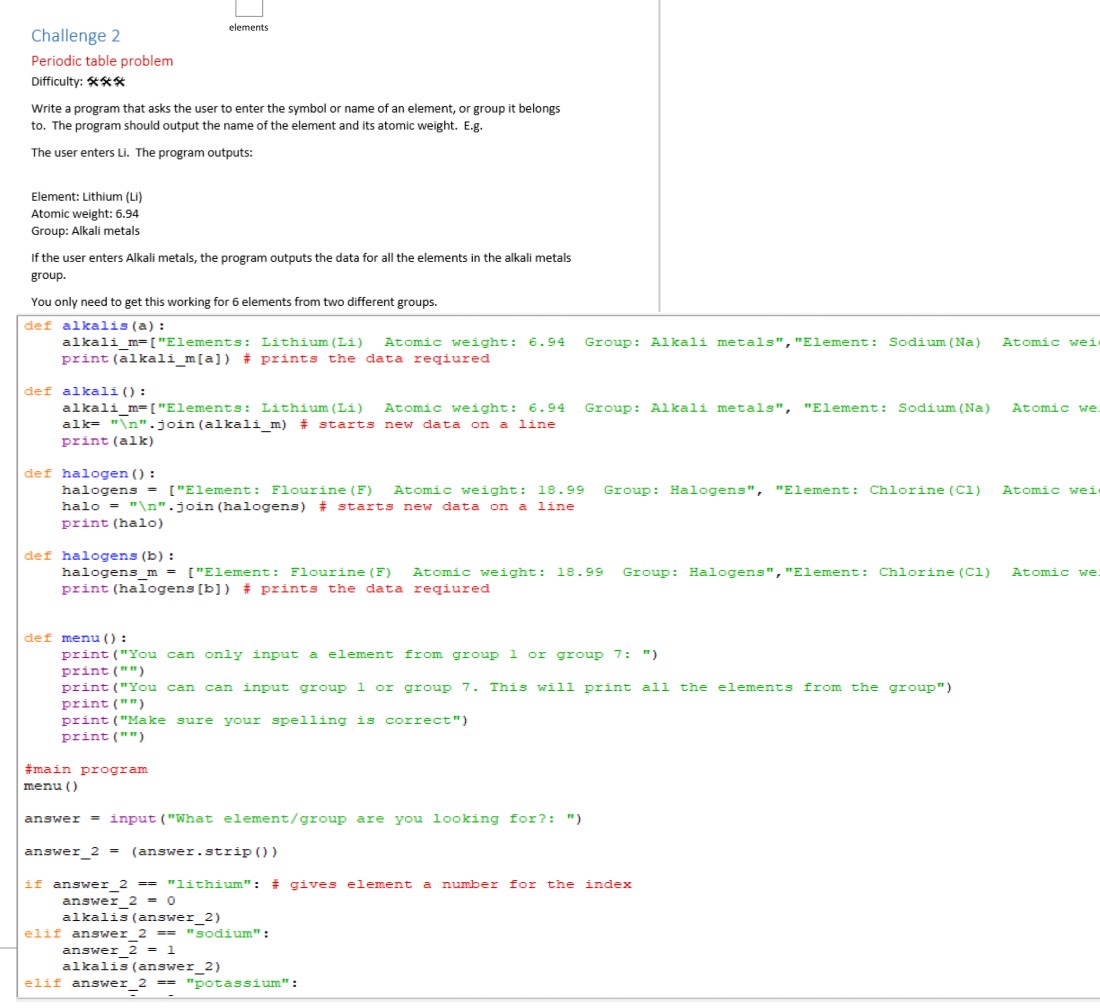 elements
Challenge 2
Periodic table problem
Difficulty:
Write a program that asks the user to enter the symbol or name of an element, or group it belongs
to. The program should output the name of the element and its atomic weight. E.g.
The user enters Li. The program outputs:
Element: Lithium (Li)
Atomic weight: 6.94
Group: Alkali metals
If the user enters Alkali metals, the program outputs the data for all the elements in the alkali metals
group.
You only need to get this working for 6 elements from two different groups.
def alkalis(a):
    alkali_m=["Elements: Lithium(Li)  Atomic weight: 6.94  Group: Alkali metals","Element: Sodium(Na)  Atomic wei
    print(alkali_m[a]) # prints the data reqiured
def alkali():
    alkali_m=["Elements: Lithium(Li)  Atomic weight: 6.94  Group: Alkali metals", "Element: Sodium(Na)  Atomic we
    alk= "\n".join(alkali_m) # starts new data on a line
    print(alk)
def halogen():
    halogens = ["Element: Flourine(F)  Atomic weight: 18.99  Group: Halogens", "Element: Chlorine(Cl)  Atomic wei
    halo = "\n".join(halogens) # starts new data on a line
    print(halo)
def halogens(b):
    halogens_m = ["Element: Flourine(F)  Atomic weight: 18.99  Group: Halogens","Element: Chlorine(Cl)  Atomic we
    print(halogens[b]) # prints the data reqiured
def menu():
    print("You can only input a element from group 1 or group 7: ")
    print("")
    print("You can can input group 1 or group 7. This will print all the elements from the group")
    print("")
    print("Make sure your spelling is correct")
    print("")
#main program
menu()
answer = input("What element/group are you looking for?: ")
answer_2 = (answer.strip())
if answer_2 == "lithium": # gives element a number for the index
    answer_2 = 0
    alkalis(answer_2)
elif answer_2 == "sodium":
    answer_2 = 1
    alkalis(answer_2)
elif answer_2 == "potassium":